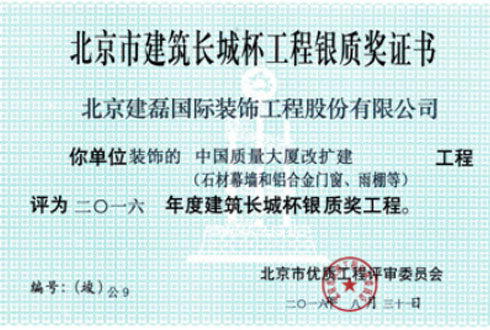 北京市建筑长城杯工程银质奖证书
北京建磊国际装饰工程股份有限公司
你单位装饰的 中国质量大厦改扩建 工程
（石材幕墙和铝合金门窗、雨棚等）
评为二〇一六 年度建筑长城杯银质奖工程。
北京市优质工程评审委员会
编号：(竣)公9
二〇一八年 八月三十日